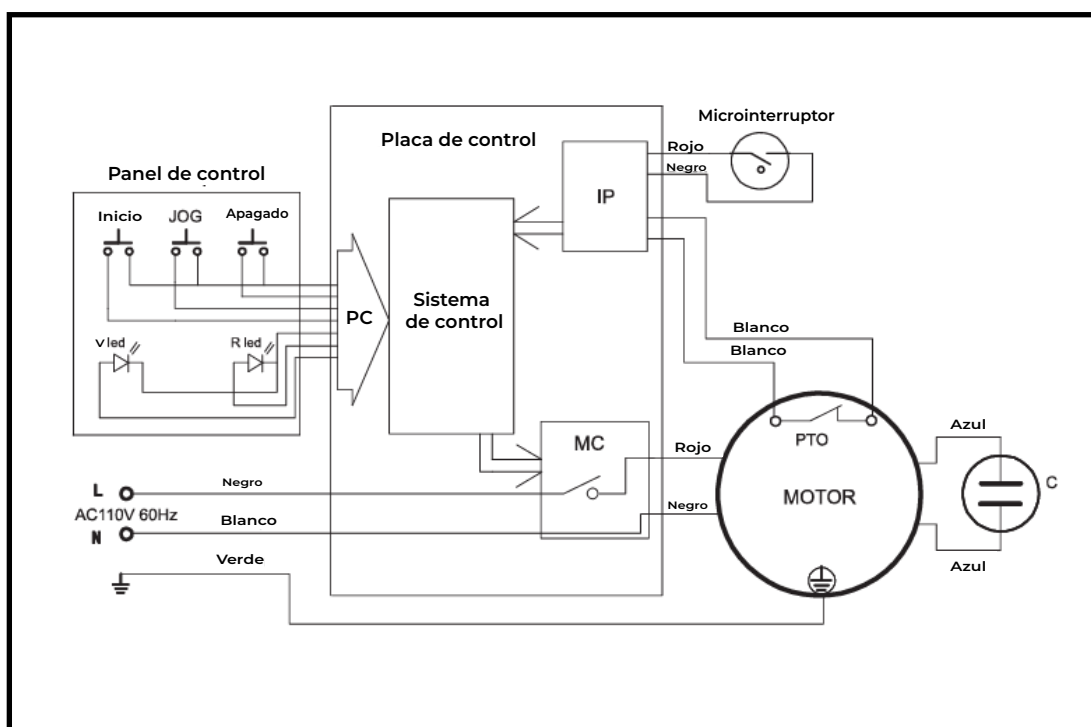 Microinterruptor
Placa de control
Rojo
Negro
IP
Panel de control
Inicio
JOG
Apagado
Sistema
de control
PC
v led
R led
Blanco
Blanco
MC
PTO
Azul
Rojo
L
Negro
C
AC110V 60Hz
MOTOR
Negro
N
Blanco
Verde
Azul